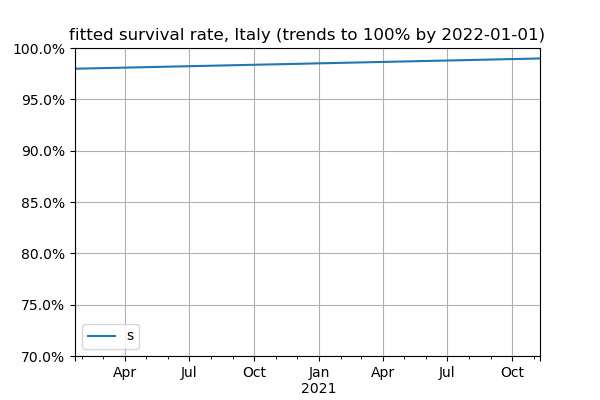 fitted survival rate, Italy (trends to 100% by 2022-01-01)
100.0%
95.0%
90.0%
85.0%
80.0%
75.0%
70.0%
s
Apr Jul Oct Jan Apr Jul Oct
2021